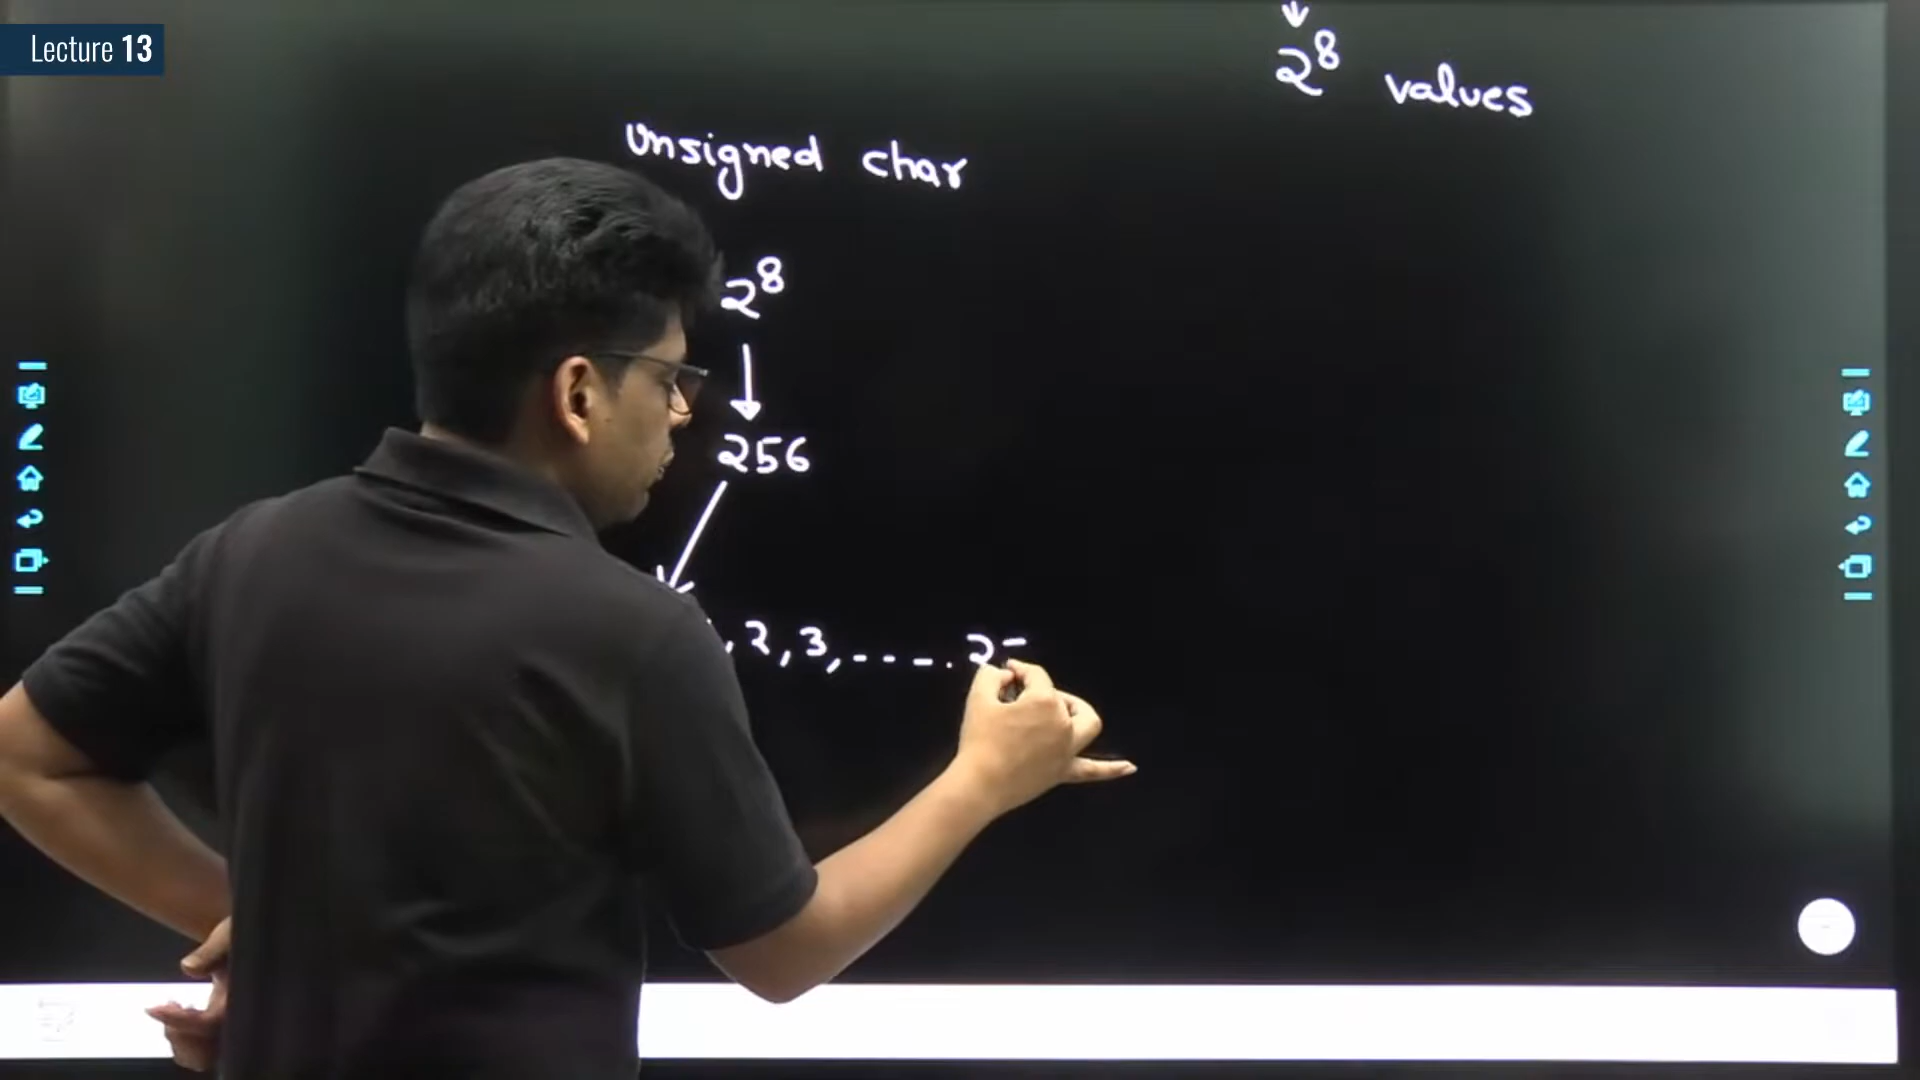 Lecture 13
2⁸ values
Unsigned char
2⁸
256
, 2, 3, - - - . 2